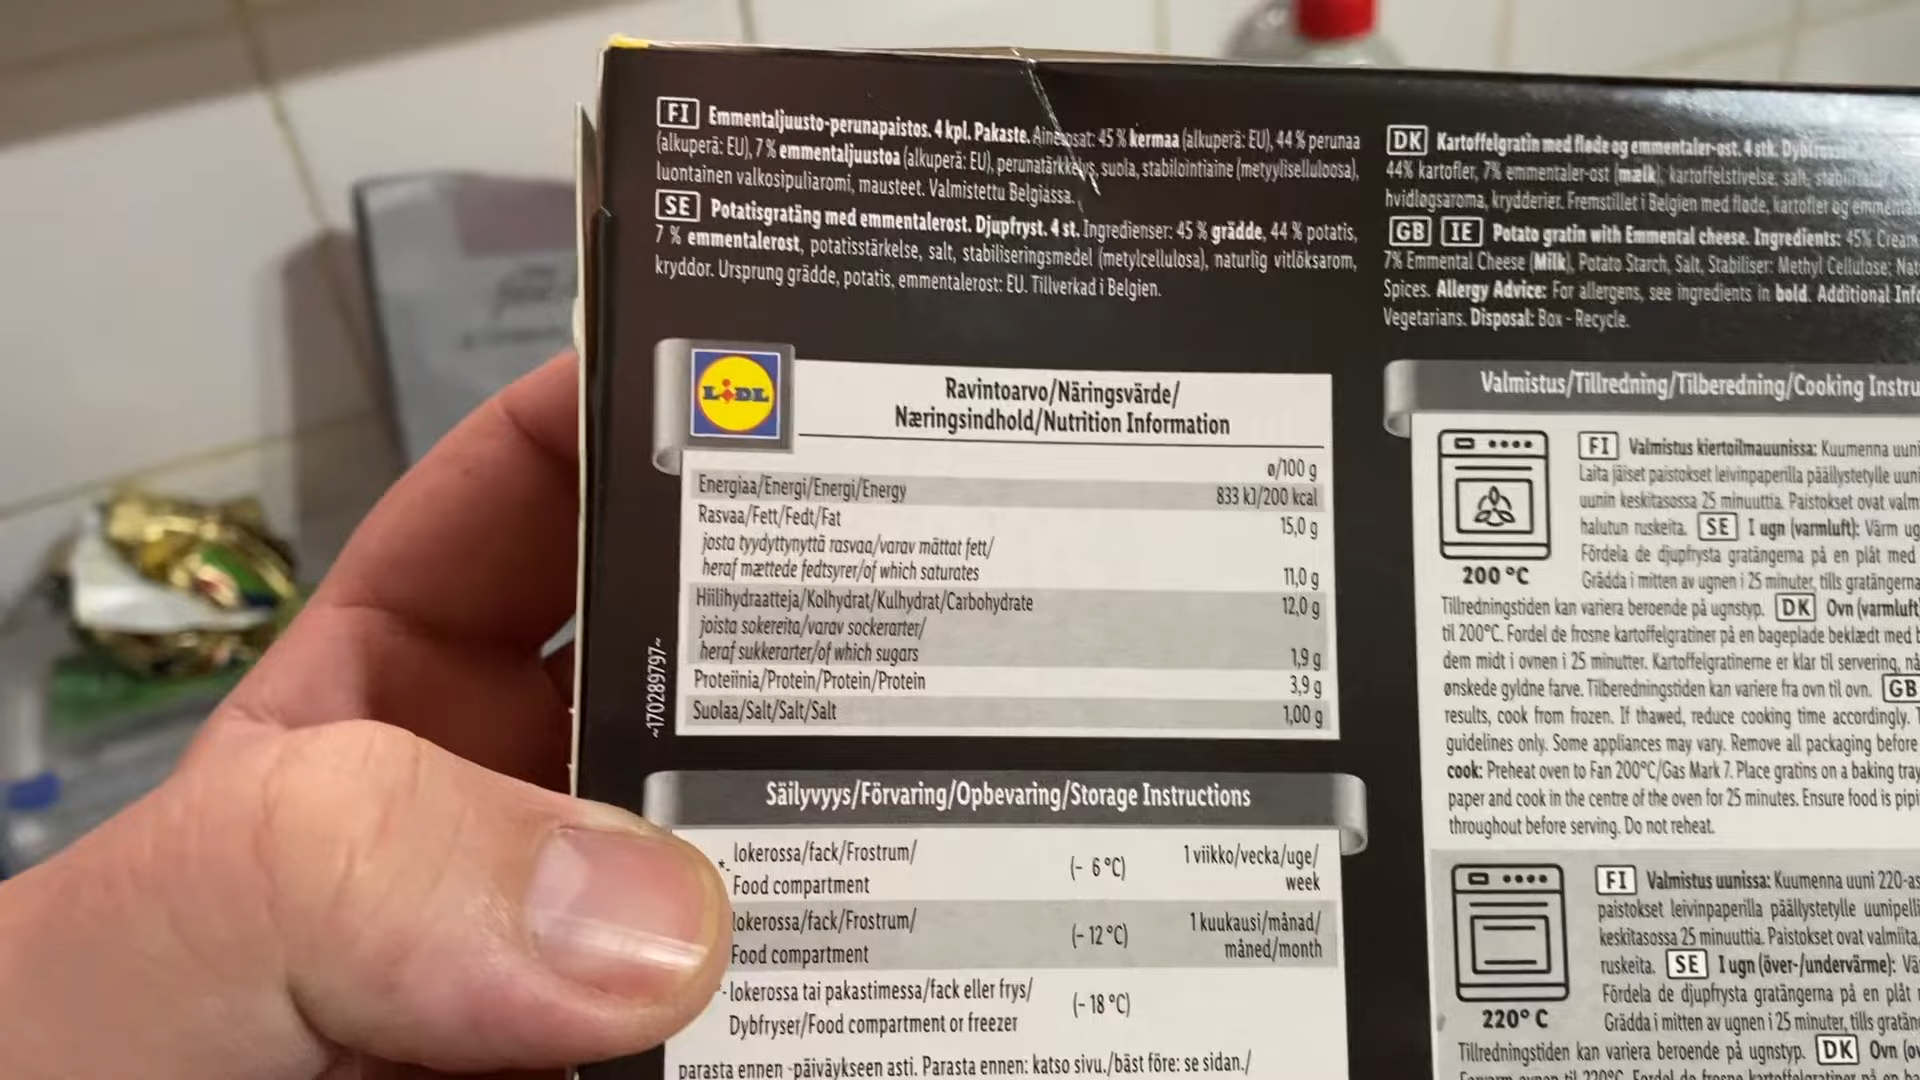 FI Emmentaljuusto-perunapaistos. 4 kpl. Pakaste. Ainesosat: 45 % kermaa (alkuperä: EU), 44 % perunaa
(alkuperä: EU), 7 % emmentaljuustoa (alkuperä: EU), perunatärkkelys, suola, stabilointiaine (metyyliselluloosa),
luontainen valkosipuliaromi, mausteet. Valmistettu Belgiassa.
SE Potatisgratäng med emmentalerost. Djupfryst. 4 st. Ingredienser: 45 % grädde, 44 % potatis,
7 % emmentalerost, potatisstärkelse, salt, stabiliseringsmedel (metylcellulosa), naturlig vitlöksarom,
kryddor. Ursprung grädde, potatis, emmentalerost: EU. Tillverkad i Belgien.
DK Kartoffelgratin med fløde og emmentaler-ost. 4 stk.
44% kartofler, 7% emmentaler-ost (mælk), kartoffelstivelse, salt,
hvidløgsaroma, krydderier. Fremstillet i Belgien med fløde, kartofler og
GB IE Potato gratin with Emmental cheese. Ingredients: 45% Cream
7% Emmental Cheese (Milk), Potato Starch, Salt, Stabiliser: Methyl Cellulose; Nat
Spices. Allergy Advice: For allergens, see ingredients in bold. Additional Info
Vegetarians. Disposal: Box - Recycle.
LIDL
Ravintoarvo/Näringsvärde/
Næringsindhold/Nutrition Information
ø/100 g
Energiaa/Energi/Energi/Energy 833 kJ/200 kcal
Rasvaa/Fett/Fedt/Fat 15,0 g
josta tyydyttynyttä rasvaa/varav mättat fett/
heraf mættede fedtsyrer/of which saturates 11,0 g
Hiilihydraatteja/Kolhydrat/Kulhydrat/Carbohydrate 12,0 g
joista sokereita/varav sockerarter/
heraf sukkerarter/of which sugars 1,9 g
Proteiinia/Protein/Protein/Protein 3,9 g
Suolaa/Salt/Salt/Salt 1,00 g
~170289797~
Säilyvyys/Förvaring/Opbevaring/Storage Instructions
*- lokerossa/fack/Frostrum/
Food compartment (- 6 °C) 1 viikko/vecka/uge/
week
lokerossa/fack/Frostrum/
Food compartment (- 12 °C) 1 kuukausi/månad/
måned/month
- lokerossa tai pakastimessa/fack eller frys/
Dybfryser/Food compartment or freezer (- 18 °C)
parasta ennen -päiväykseen asti. Parasta ennen: katso sivu./bäst före: se sidan./
Valmistus/Tillredning/Tilberedning/Cooking Instru
FI Valmistus kiertoilmauunissa: Kuumenna uuni
Laita jäiset paistokset leivinpaperilla päällystetylle uuni
uunin keskitasossa 25 minuuttia. Paistokset ovat valm
halutun ruskeita. SE I ugn (varmluft): Värm ug
Fördela de djupfrysta gratängerna på en plåt med
200 °C
Grädda i mitten av ugnen i 25 minuter, tills gratängerna
Tillredningstiden kan variera beroende på ugnstyp. DK Ovn (varmluft
til 200°C. Fordel de frosne kartoffelgratiner på en bageplade beklædt med b
dem midt i ovnen i 25 minutter. Kartoffelgratinerne er klar til servering, nå
ønskede gyldne farve. Tilberedningstiden kan variere fra ovn til ovn. GB
results, cook from frozen. If thawed, reduce cooking time accordingly. T
guidelines only. Some appliances may vary. Remove all packaging before
cook: Preheat oven to Fan 200°C/Gas Mark 7. Place gratins on a baking tray
paper and cook in the centre of the oven for 25 minutes. Ensure food is pipi
throughout before serving. Do not reheat.
FI Valmistus uunissa: Kuumenna uuni 220-as
paistokset leivinpaperilla päällystetylle uunipelli
keskitasossa 25 minuuttia. Paistokset ovat valmiita,
ruskeita. SE I ugn (över-/undervärme): Vä
Fördela de djupfrysta gratängerna på en plåt
220° C
Grädda i mitten av ugnen i 25 minuter, tills gratän
Tillredningstiden kan variera beroende på ugnstyp. DK Ovn (ov
ovnen til 220°C. Fordel de frosne kartoffelgratiner på en ba